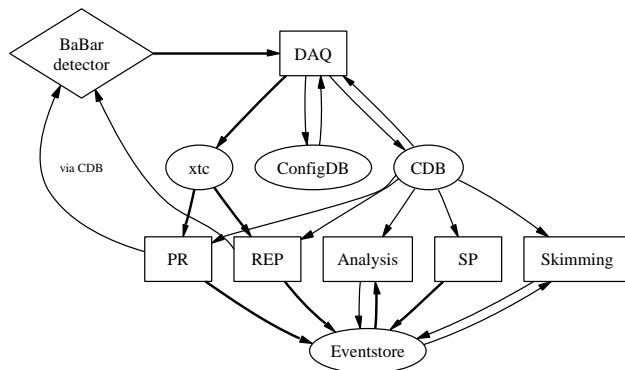 BaBar
detector
DAQ
xtc
ConfigDB
CDB
via CDB
PR
REP
Analysis
SP
Skimming
Eventstore